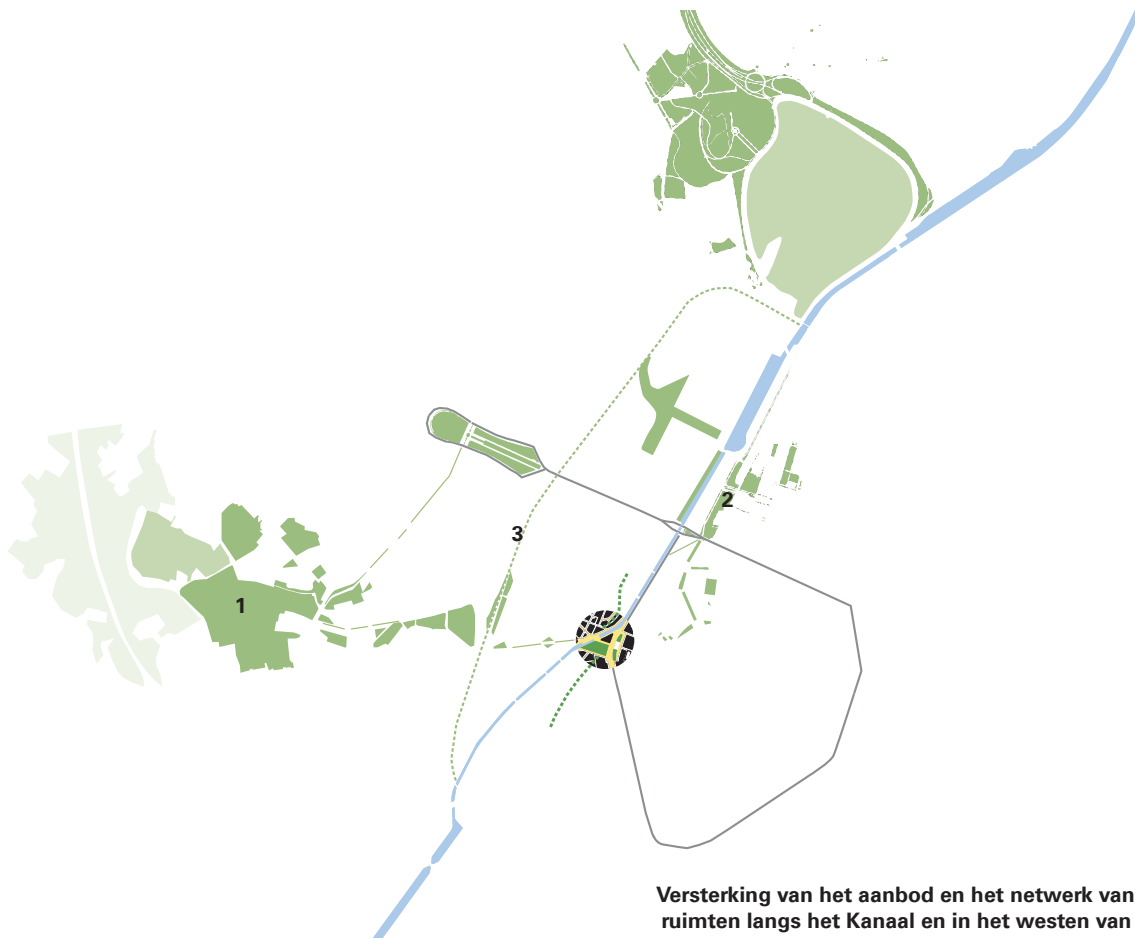 2
3
1
Versterking van het aanbod en het netwerk van
ruimten langs het Kanaal en in het westen van